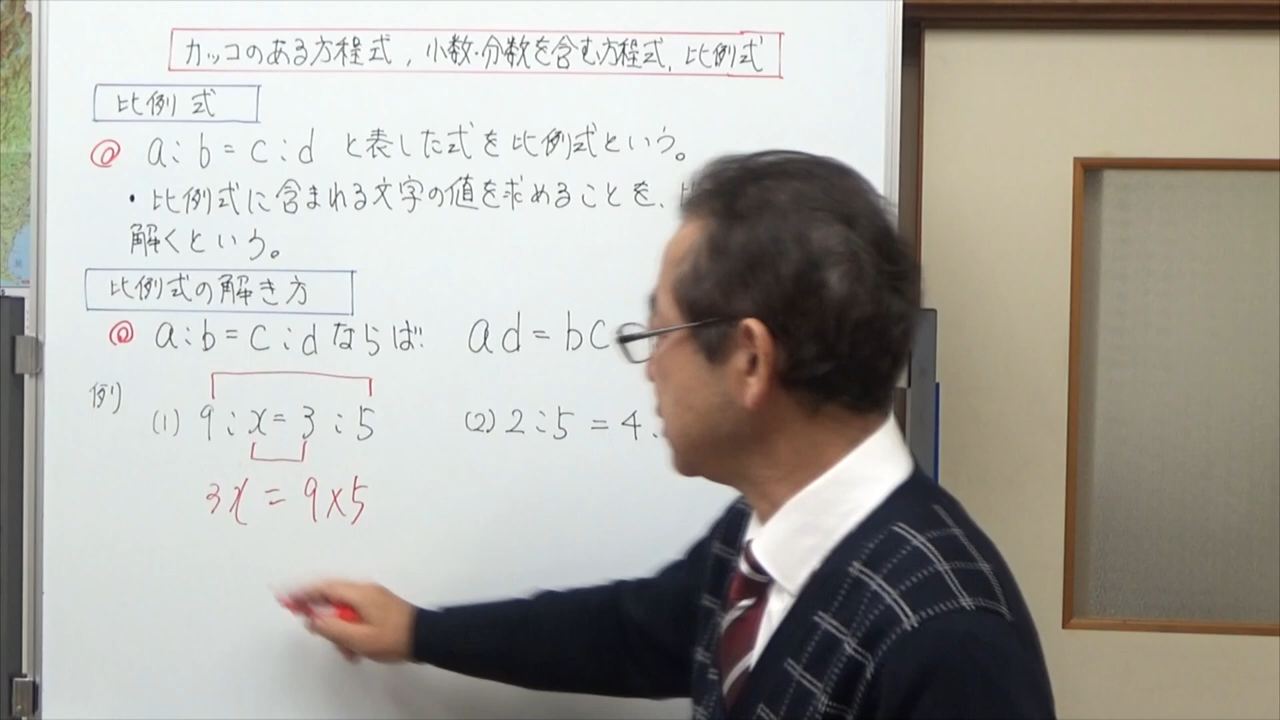 カッコのある方程式,小数・分数を含む方程式,比例式
比例式
◎ a:b=c:d と表した式を比例式という。
・比例式に含まれる文字の値を求めることを、
解くという。
比例式の解き方
◎ a:b=c:dならば ad=bc
例) (1) 9:x=3:5 (2) 2:5=4
3x=9×5